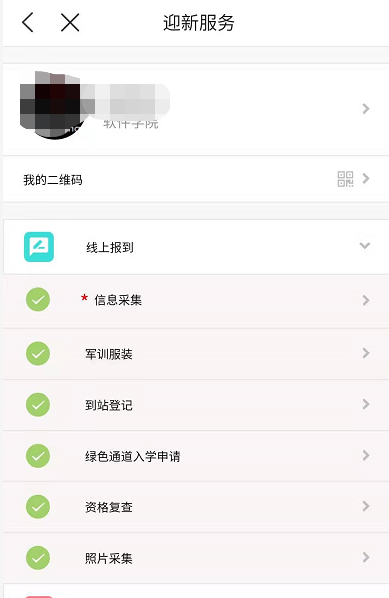 迎新服务
软件学院
我的二维码
线上报到
* 信息采集
军训服装
到站登记
绿色通道入学申请
资格复查
照片采集